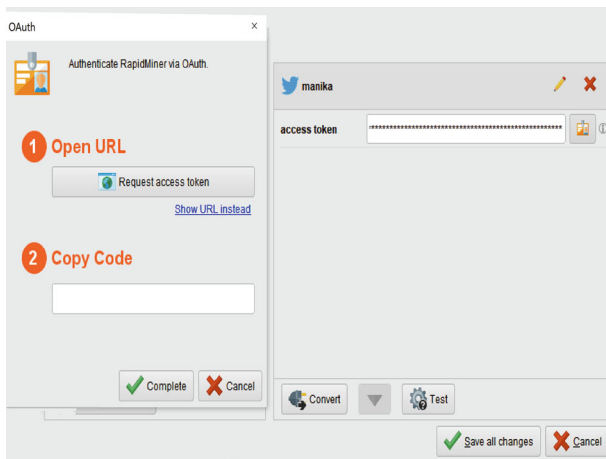 OAuth
×
Authenticate RapidMiner via OAuth.
1 Open URL
Request access token
Show URL instead
2 Copy Code
Complete
Cancel
manika
access token
Convert
Test
Save all changes
Cancel